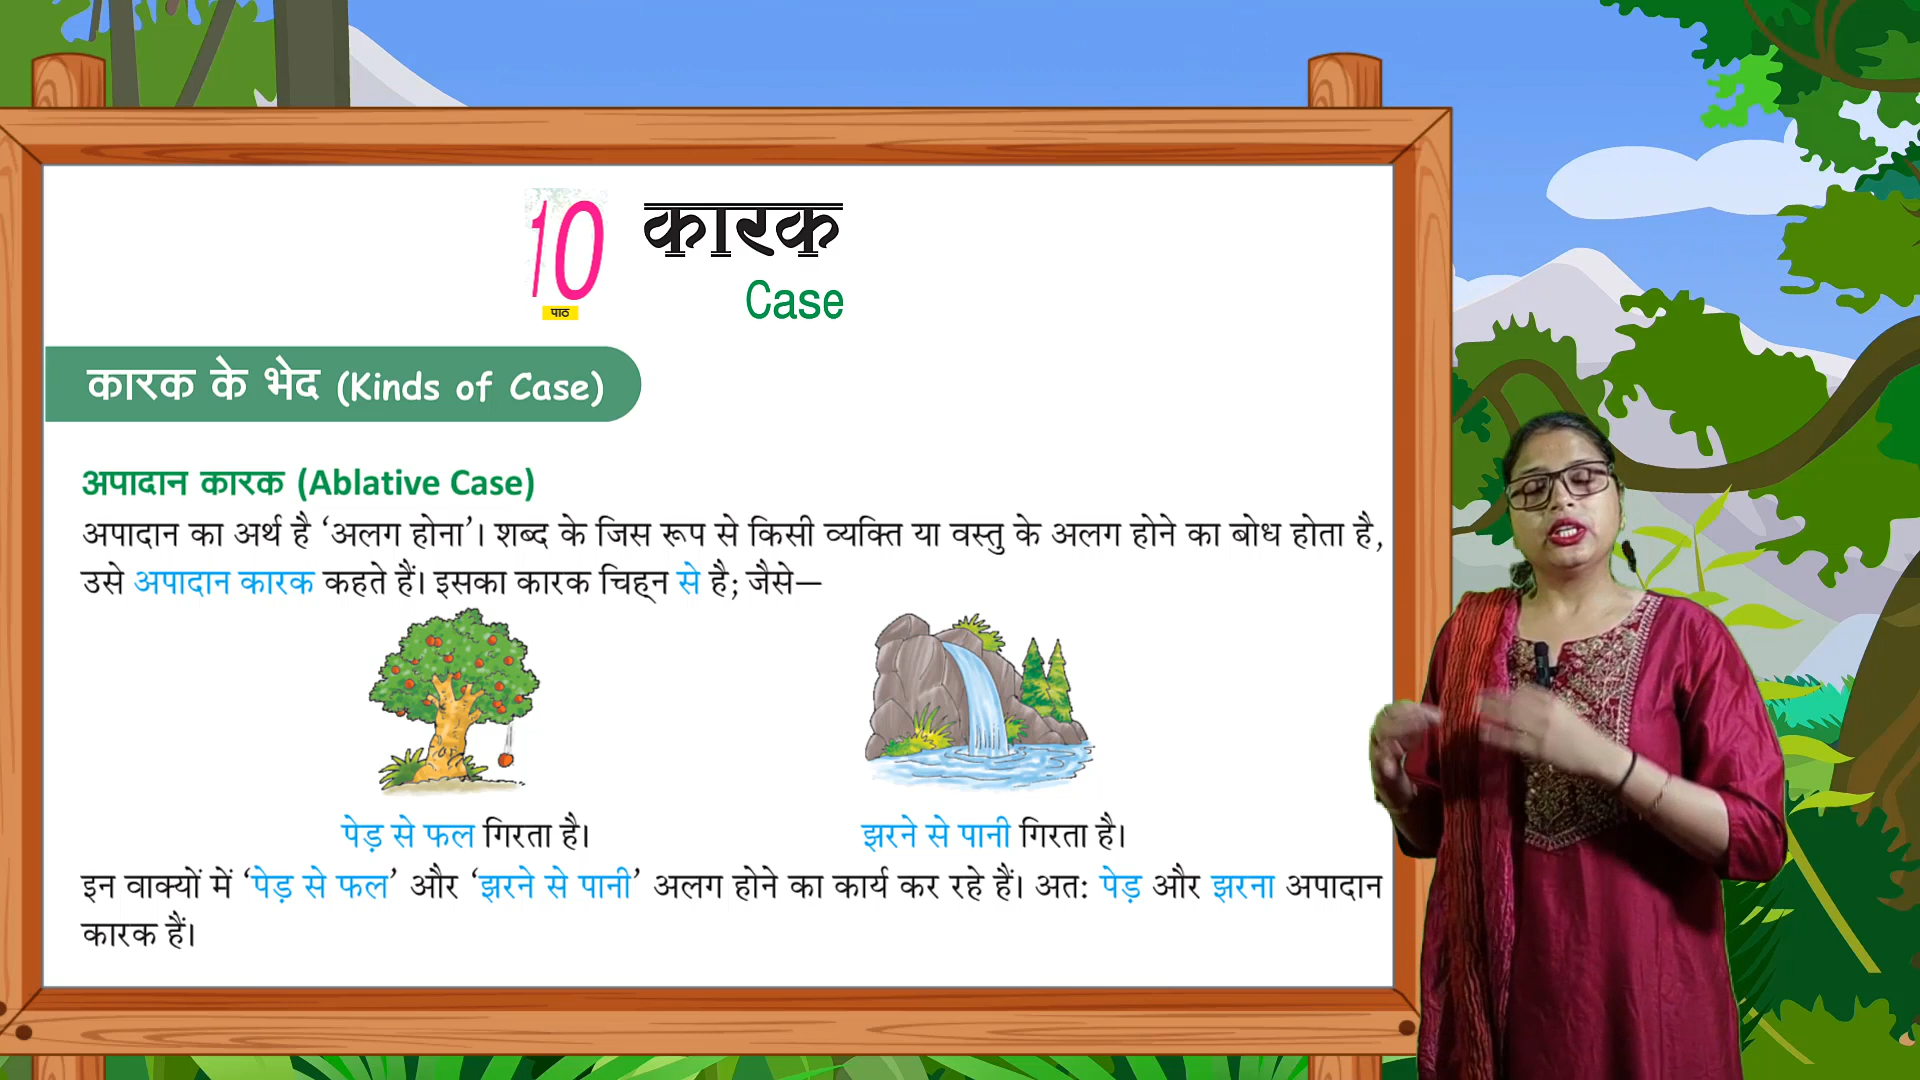 10 कारक
पाठ
Case
कारक के भेद (Kinds of Case)
अपादान कारक (Ablative Case)
अपादान का अर्थ है ‘अलग होना’। शब्द के जिस रूप से किसी व्यक्ति या वस्तु के अलग होने का बोध होता है,
उसे अपादान कारक कहते हैं। इसका कारक चिह्न से है; जैसे—
पेड़ से फल गिरता है।
झरने से पानी गिरता है।
इन वाक्यों में ‘पेड़ से फल’ और ‘झरने से पानी’ अलग होने का कार्य कर रहे हैं। अत: पेड़ और झरना अपादान
कारक हैं।